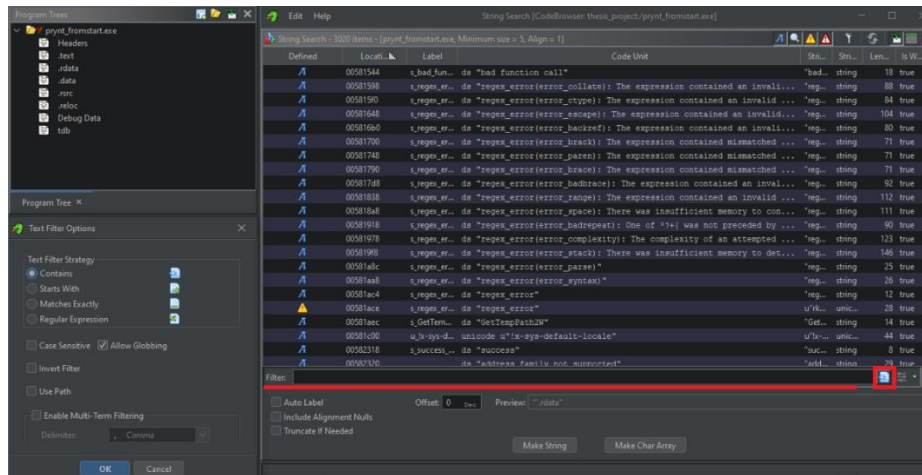 Program Trees
prynt_fromstart.exe
Headers
.text
.rdata
.data
.rsrc
.reloc
Debug Data
tdb
Program Tree ×
Text Filter Options
Text Filter Strategy
Contains
Starts With
Matches Exactly
Regular Expression
Case Sensitive Allow Globbing
Invert Filter
Use Path
Enable Multi-Term Filtering
Delimiter: , Comma
OK Cancel
Edit Help String Search [CodeBrowser: thesis_project:/prynt_fromstart.exe]
String Search - 3020 items - [prynt_fromstart.exe, Minimum size = 5, Align = 1]
Defined Locati... Label Code Unit Stri... Stri... Len... Is W...
00581544 s_bad_fun... ds "bad function call" "bad... string 18 true
00581598 s_regex_er... ds "regex_error(error_collate): The expression contained an invali... "reg... string 88 true
005815f0 s_regex_er... ds "regex_error(error_ctype): The expression contained an invalid ... "reg... string 84 true
00581648 s_regex_er... ds "regex_error(error_escape): The expression contained an invalid... "reg... string 104 true
005816b0 s_regex_er... ds "regex_error(error_backref): The expression contained an invali... "reg... string 80 true
00581700 s_regex_er... ds "regex_error(error_brack): The expression contained mismatched ... "reg... string 71 true
00581748 s_regex_er... ds "regex_error(error_paren): The expression contained mismatched ... "reg... string 71 true
00581790 s_regex_er... ds "regex_error(error_brace): The expression contained mismatched ... "reg... string 71 true
005817d8 s_regex_er... ds "regex_error(error_badbrace): The expression contained an inval... "reg... string 92 true
00581838 s_regex_er... ds "regex_error(error_range): The expression contained an invalid ... "reg... string 112 true
005818a8 s_regex_er... ds "regex_error(error_space): There was insufficient memory to con... "reg... string 111 true
00581918 s_regex_er... ds "regex_error(error_badrepeat): One of *?+{ was not preceded by ... "reg... string 90 true
00581978 s_regex_er... ds "regex_error(error_complexity): The complexity of an attempted ... "reg... string 123 true
005819f8 s_regex_er... ds "regex_error(error_stack): There was insufficient memory to det... "reg... string 146 true
00581a8c s_regex_er... ds "regex_error(error_parse)" "reg... string 25 true
00581aa8 s_regex_er... ds "regex_error(error_syntax)" "reg... string 26 true
00581ac4 s_regex_er... ds "regex_error" "reg... string 12 true
00581ace s_regex_er... ds "regex_error" u"rk... unic... 28 true
00581aec s_GetTem... ds "GetTempPath2W" "Get... string 14 true
00581c00 u_!x-sys-d... unicode u"!x-sys-default-locale" u"!x-... unic... true
00582318 s_success_... ds "success" "suc... string 8 true
00582320 ds "address family not supported" "add... string 29 true
Filter:
Auto Label Offset: 0 Dec Preview: "".rdata"
Include Alignment Nulls
Truncate If Needed
Make String Make Char Array